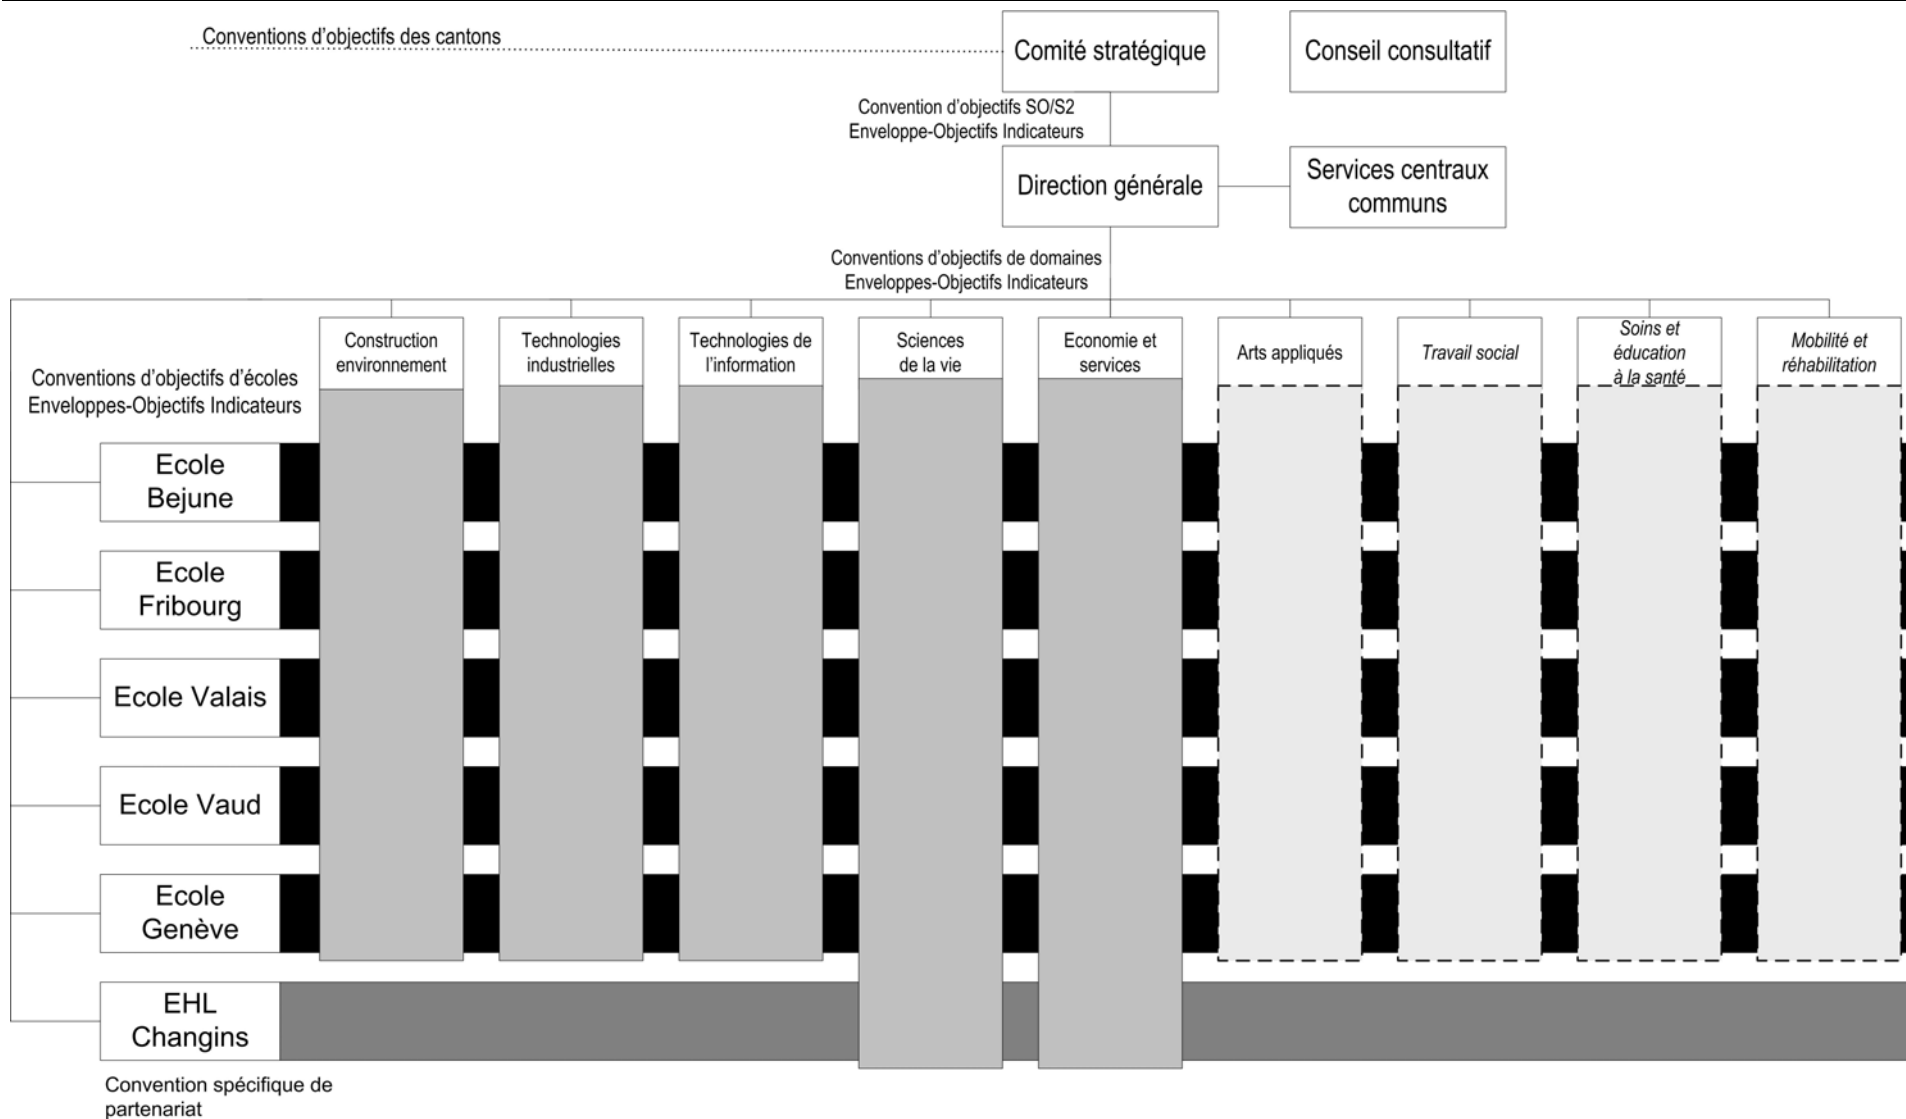 Conventions d'objectifs des cantons
Comité stratégique
Conseil consultatif
Convention d'objectifs SO/S2
Enveloppe-Objectifs Indicateurs
Direction générale
Services centraux
communs
Conventions d'objectifs de domaines
Enveloppes-Objectifs Indicateurs
Construction
environnement
Technologies
industrielles
Technologies de
l'information
Sciences
de la vie
Economie et
services
Arts appliqués
Travail social
Soins et
éducation
à la santé
Mobilité et
réhabilitation
Conventions d'objectifs d'écoles
Enveloppes-Objectifs Indicateurs
Ecole
Bejune
Ecole
Fribourg
Ecole Valais
Ecole Vaud
Ecole
Genève
EHL
Changins
Convention spécifique de
partenariat